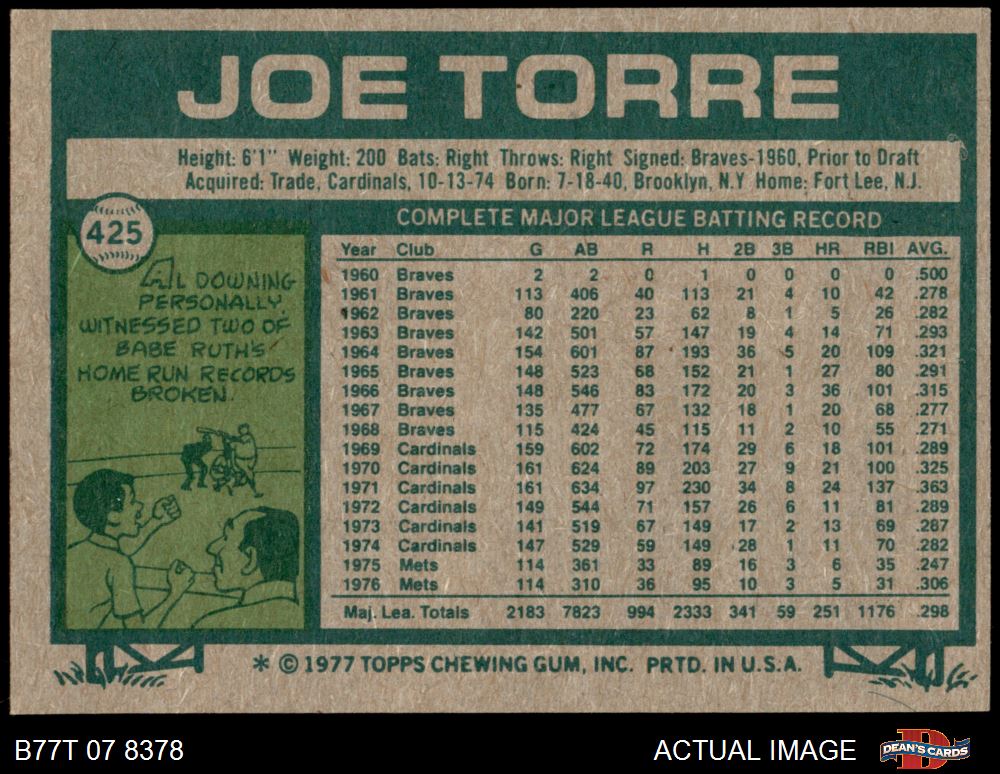 JOE TORRE
Height: 6'1" Weight: 200 Bats: Right Throws: Right Signed: Braves-1960, Prior to Draft
Acquired: Trade, Cardinals, 10-13-74 Born: 7-18-40, Brooklyn, N.Y Home: Fort Lee, N.J.
425
AL DOWNING
PERSONALLY
WITNESSED TWO OF
BABE RUTH'S
HOME RUN RECORDS
BROKEN.
COMPLETE MAJOR LEAGUE BATTING RECORD
Year Club G AB R H 2B 3B HR RBI AVG.
1960 Braves 2 2 0 1 0 0 0 0 .500
1961 Braves 113 406 40 113 21 4 10 42 .278
1962 Braves 80 220 23 62 8 1 5 26 .282
1963 Braves 142 501 57 147 19 4 14 71 .293
1964 Braves 154 601 87 193 36 5 20 109 .321
1965 Braves 148 523 68 152 21 1 27 80 .291
1966 Braves 148 546 83 172 20 3 36 101 .315
1967 Braves 135 477 67 132 18 1 20 68 .277
1968 Braves 115 424 45 115 11 2 10 55 .271
1969 Cardinals 159 602 72 174 29 6 18 101 .289
1970 Cardinals 161 624 89 203 27 9 21 100 .325
1971 Cardinals 161 634 97 230 34 8 24 137 .363
1972 Cardinals 149 544 71 157 26 6 11 81 .289
1973 Cardinals 141 519 67 149 17 2 13 69 .287
1974 Cardinals 147 529 59 149 28 1 11 70 .282
1975 Mets 114 361 33 89 16 3 6 35 .247
1976 Mets 114 310 36 95 10 3 5 31 .306
Maj. Lea. Totals 2183 7823 994 2333 341 59 251 1176 .298
* © 1977 TOPPS CHEWING GUM, INC. PRTD. IN U.S.A.
B77T 07 8378
ACTUAL IMAGE
DEAN'S CARDS